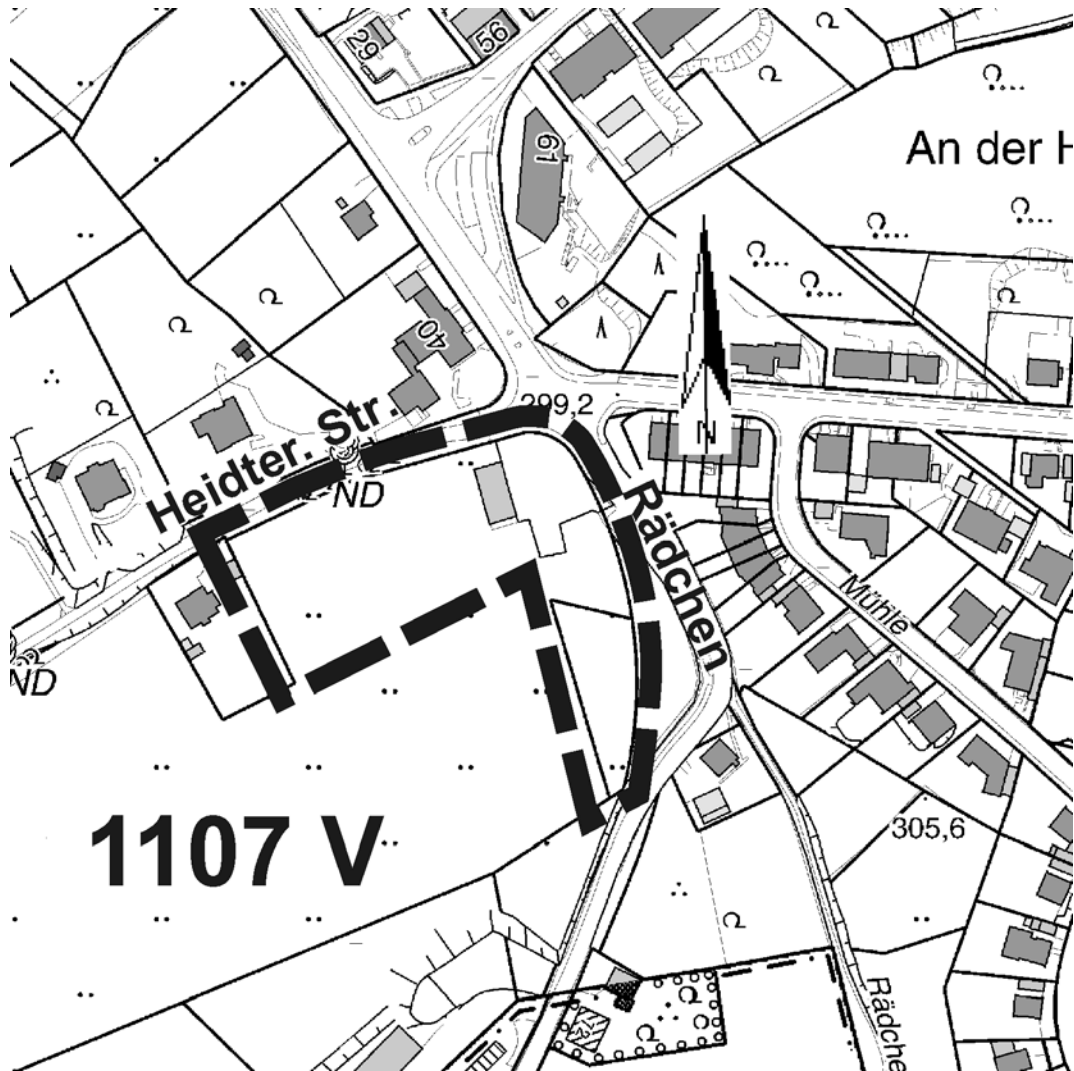 29
56
61
An der H
40
299,2
Heidter. Str.
ND
Rädchen
N
Mühle
ND
1107 V
305,6
Rädche